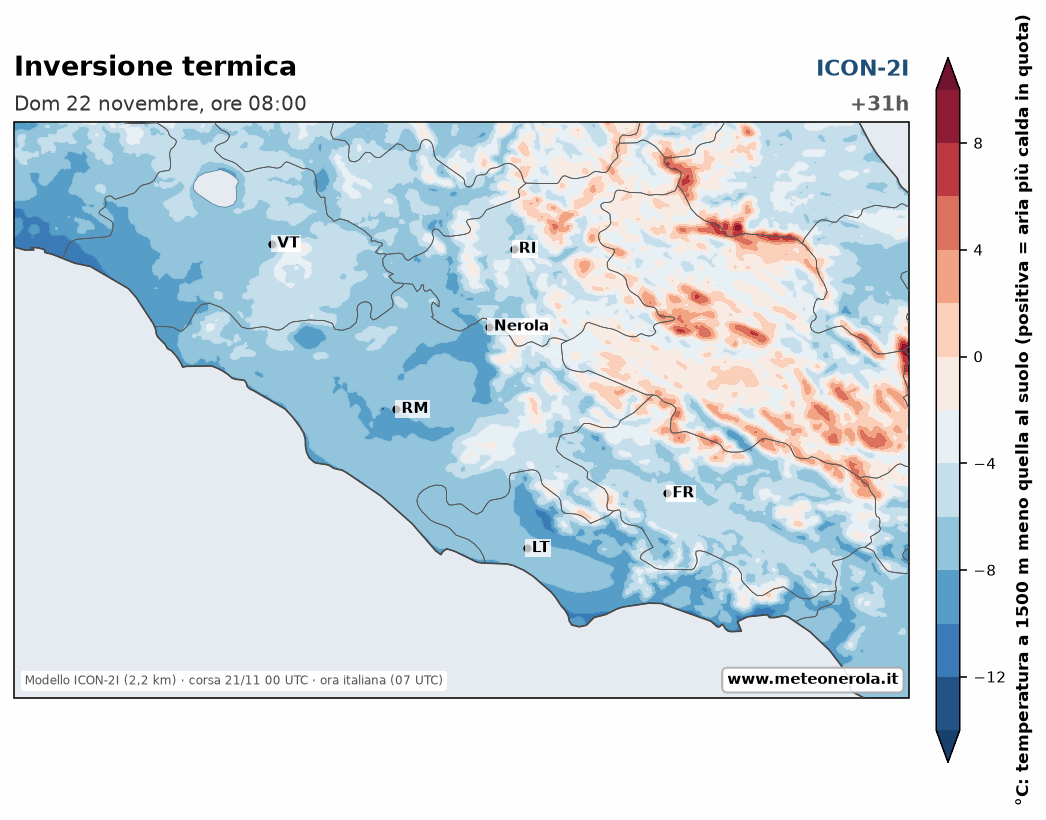 Inversione termica
ICON-2I
Dom 22 novembre, ore 08:00
+31h
VT
RI
Nerola
RM
FR
LT
Modello ICON-2I (2,2 km) · corsa 21/11 00 UTC · ora italiana (07 UTC)
www.meteonerola.it
8
4
0
−4
−8
−12
°C: temperatura a 1500 m meno quella al suolo (positiva = aria più calda in quota)